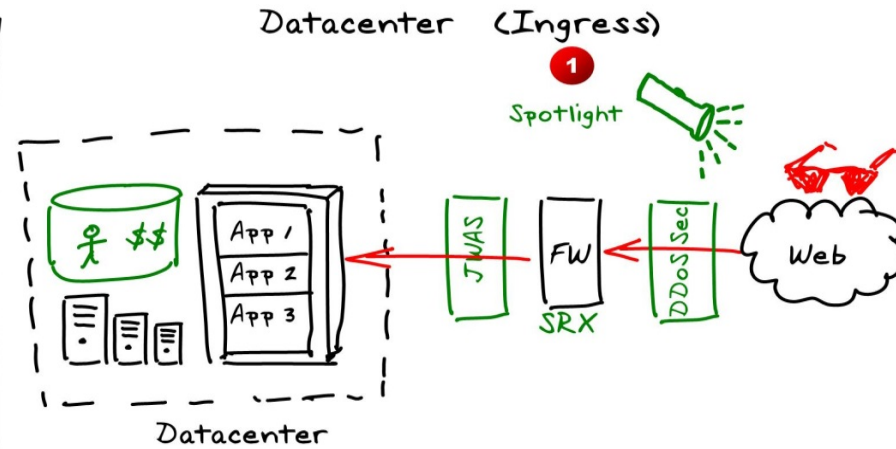 Datacenter (Ingress)
1
Spotlight
$$
App 1
App 2
App 3
JWAS
FW
SRX
DDoS Sec
Web
Datacenter